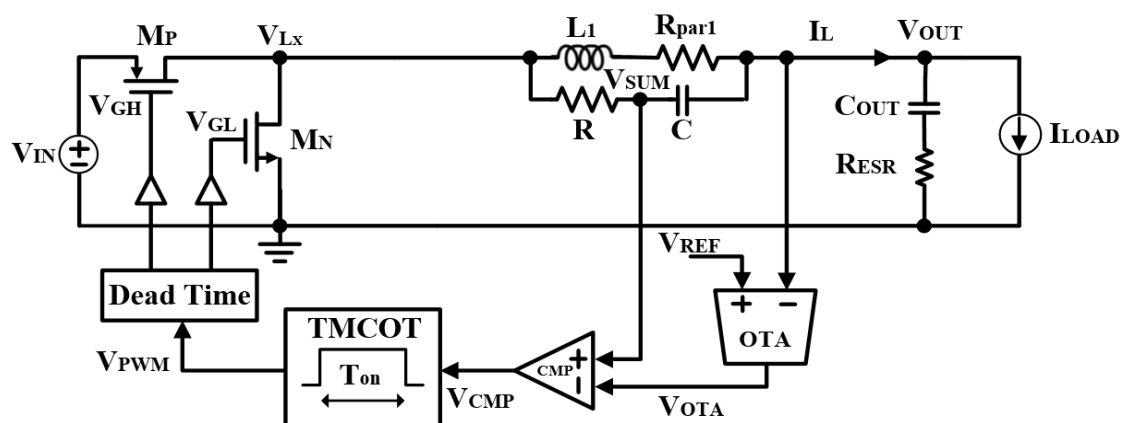 MP
VLx
L1
Rpar1
IL
VOUT
VGH
VGL
MN
VSUM
R
C
COUT
RESR
VIN
ILOAD
VREF
Dead Time
TMCOT
Ton
VPWM
VCMP
CMP
+
−
+ −
OTA
VOTA